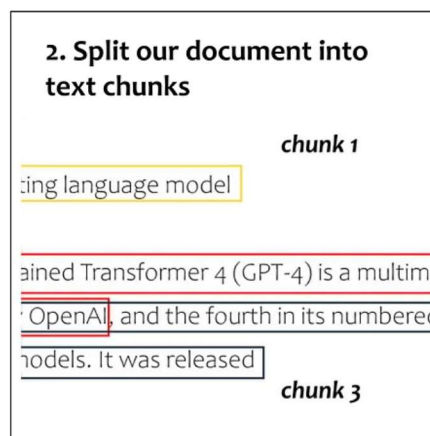 2. Split our document into
text chunks
chunk 1
ting language model
ained Transformer 4 (GPT-4) is a multim
OpenAI, and the fourth in its numbered
nodels. It was released
chunk 3